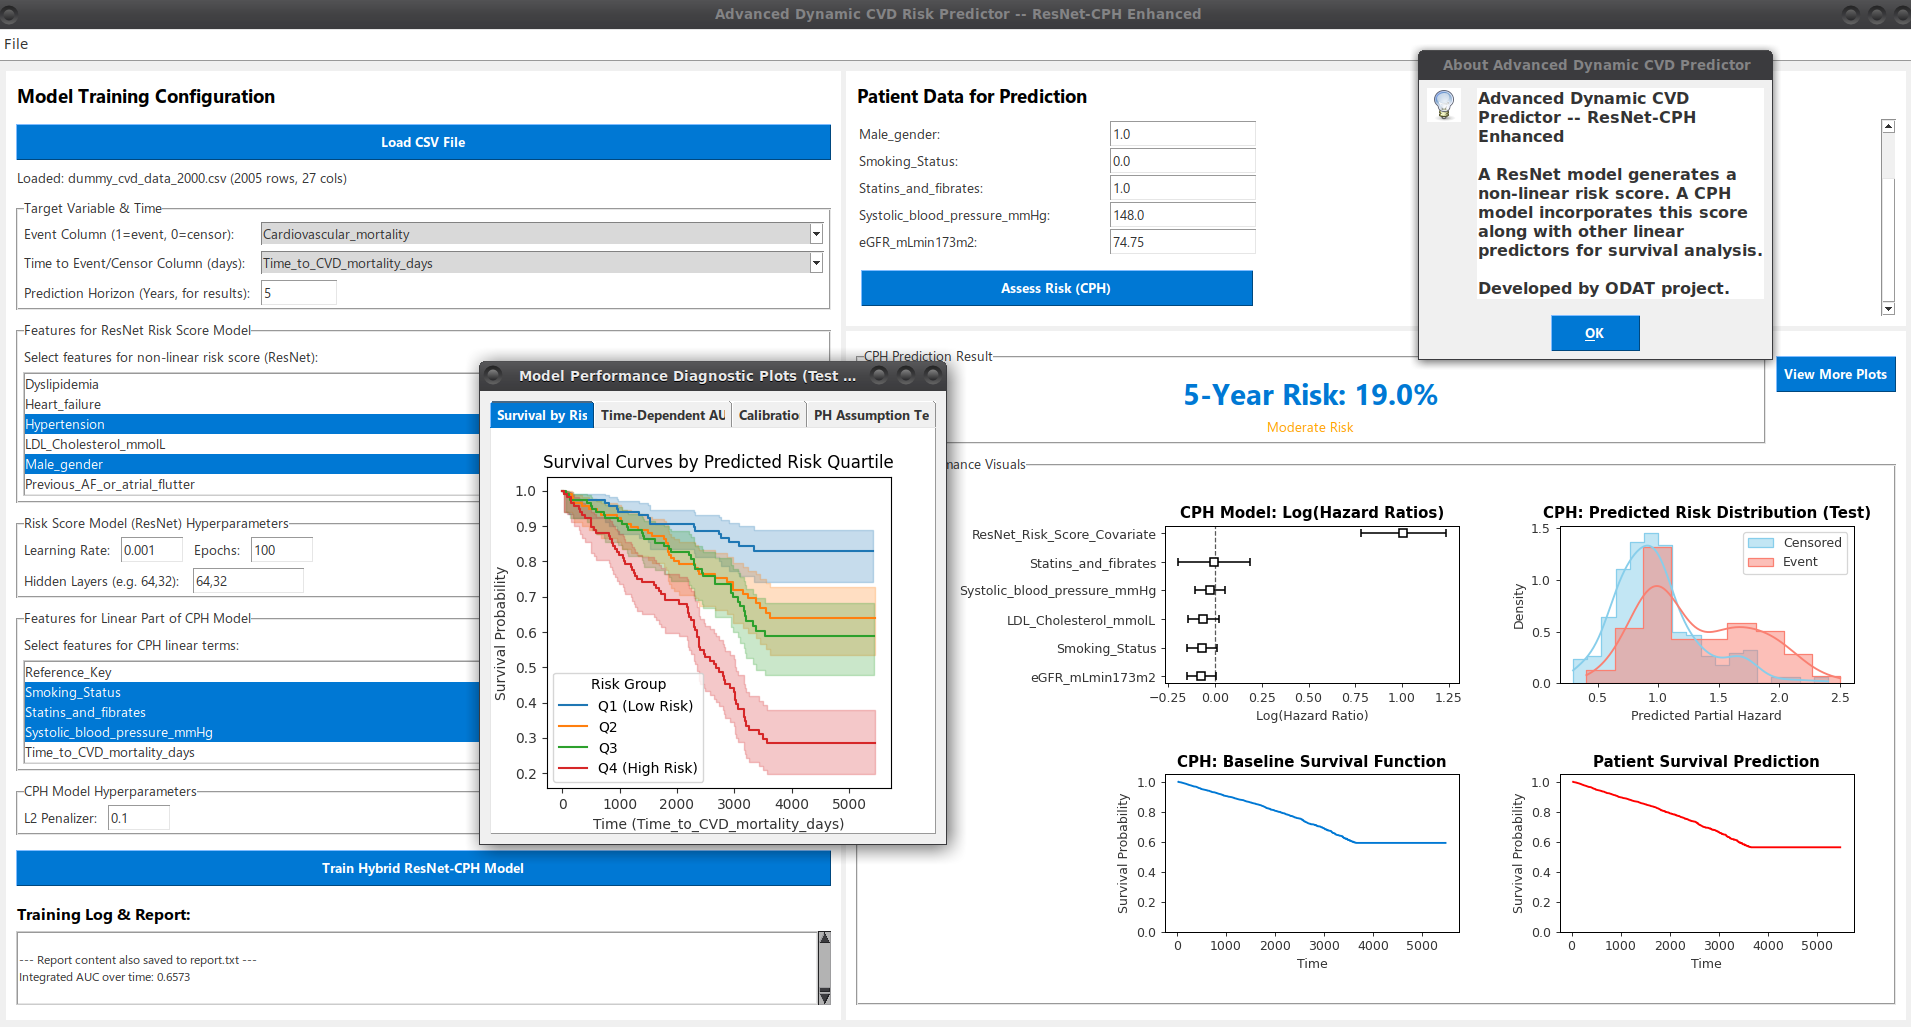 Advanced Dynamic CVD Risk Predictor -- ResNet-CPH Enhanced
File
Model Training Configuration
Load CSV File
Loaded: dummy_cvd_data_2000.csv (2005 rows, 27 cols)
Target Variable & Time
Event Column (1=event, 0=censor):
Cardiovascular_mortality
Time to Event/Censor Column (days):
Time_to_CVD_mortality_days
Prediction Horizon (Years, for results):
5
Features for ResNet Risk Score Model
Select features for non-linear risk score (ResNet):
Dyslipidemia
Heart_failure
Hypertension
LDL_Cholesterol_mmolL
Male_gender
Previous_AF_or_atrial_flutter
Risk Score Model (ResNet) Hyperparameters
Learning Rate:
0.001
Epochs:
100
Hidden Layers (e.g. 64,32):
64,32
Features for Linear Part of CPH Model
Select features for CPH linear terms:
Reference_Key
Smoking_Status
Statins_and_fibrates
Systolic_blood_pressure_mmHg
Time_to_CVD_mortality_days
CPH Model Hyperparameters
L2 Penalizer:
0.1
Train Hybrid ResNet-CPH Model
Training Log & Report:
--- Report content also saved to report.txt ---
Integrated AUC over time: 0.6573
Model Performance Diagnostic Plots (Test ...
Survival by Ris
Time-Dependent AU
Calibratio
PH Assumption Te
Survival Curves by Predicted Risk Quartile
Survival Probability
1.0
0.9
0.8
0.7
0.6
0.5
0.4
0.3
0.2
Risk Group
Q1 (Low Risk)
Q2
Q3
Q4 (High Risk)
0 1000 2000 3000 4000 5000
Time (Time_to_CVD_mortality_days)
Patient Data for Prediction
Male_gender:
1.0
Smoking_Status:
0.0
Statins_and_fibrates:
1.0
Systolic_blood_pressure_mmHg:
148.0
eGFR_mLmin173m2:
74.75
Assess Risk (CPH)
About Advanced Dynamic CVD Predictor
Advanced Dynamic CVD
Predictor -- ResNet-CPH
Enhanced
A ResNet model generates a
non-linear risk score. A CPH
model incorporates this score
along with other linear
predictors for survival analysis.
Developed by ODAT project.
OK
CPH Prediction Result
5-Year Risk: 19.0%
Moderate Risk
View More Plots
mance Visuals
CPH Model: Log(Hazard Ratios)
ResNet_Risk_Score_Covariate
Statins_and_fibrates
Systolic_blood_pressure_mmHg
LDL_Cholesterol_mmolL
Smoking_Status
eGFR_mLmin173m2
−0.25 0.00 0.25 0.50 0.75 1.00 1.25
Log(Hazard Ratio)
CPH: Predicted Risk Distribution (Test)
Density
1.5
1.0
0.5
0.0
Censored
Event
0.5 1.0 1.5 2.0 2.5
Predicted Partial Hazard
CPH: Baseline Survival Function
Survival Probability
1.0
0.8
0.6
0.4
0.2
0.0
0 1000 2000 3000 4000 5000
Time
Patient Survival Prediction
Survival Probability
1.0
0.8
0.6
0.4
0.2
0.0
0 1000 2000 3000 4000 5000
Time